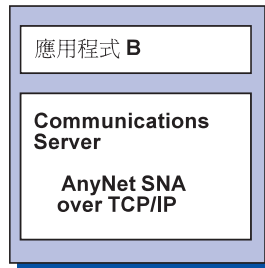 應用程式 B
Communications
Server
AnyNet SNA
over TCP/IP